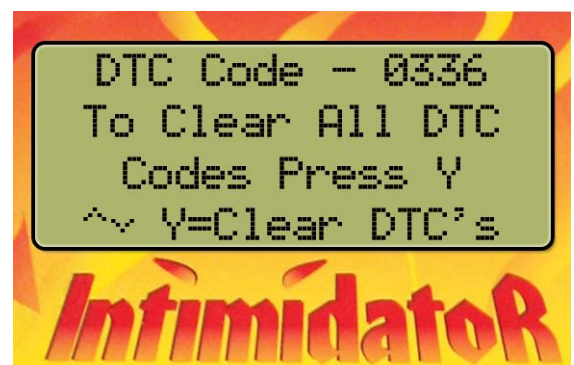 DTC Code - 0336
To Clear All DTC
Codes Press Y
^v Y=Clear DTC's
IntimidatoR